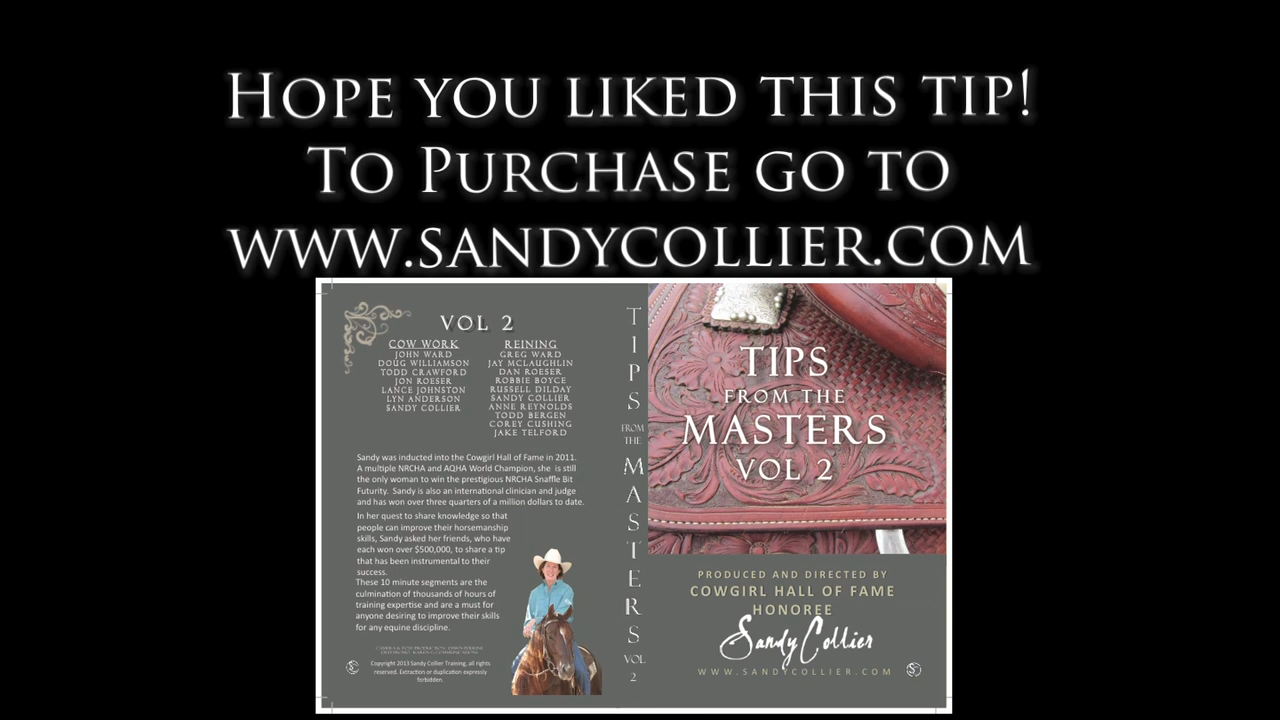 HOPE YOU LIKED THIS TIP!
TO PURCHASE GO TO
WWW.SANDYCOLLIER.COM
VOL 2
COW WORK
JOHN WARD
DOUG WILLIAMSON
TODD CRAWFORD
JON ROESER
LANCE JOHNSTON
LYN ANDERSON
SANDY COLLIER
REINING
GREG WARD
JAY MCLAUGHLIN
DAN ROESER
ROBBIE BOYCE
RUSSELL DILDAY
SANDY COLLIER
ANNE REYNOLDS
TODD BERGEN
COREY CUSHING
JAKE TELFORD
Sandy was inducted into the Cowgirl Hall of Fame in 2011.
A multiple NRCHA and AQHA World Champion, she is still
the only woman to win the prestigious NRCHA Snaffle Bit
Futurity. Sandy is also an international clinician and judge
and has won over three quarters of a million dollars to date.
In her quest to share knowledge so that
people can improve their horsemanship
skills, Sandy asked her friends, who have
each won over $500,000, to share a tip
that has been instrumental to their
success.
These 10 minute segments are the
culmination of thousands of hours of
training expertise and are a must for
anyone desiring to improve their skills
for any equine discipline.
Copyright 2013 Sandy Collier Training, all rights
reserved. Extraction or duplication expressly
forbidden.
TIPS FROM THE MASTERS VOL 2
TIPS
FROM THE
MASTERS
VOL 2
PRODUCED AND DIRECTED BY
COWGIRL HALL OF FAME
HONOREE
Sandy Collier
WWW.SANDYCOLLIER.COM